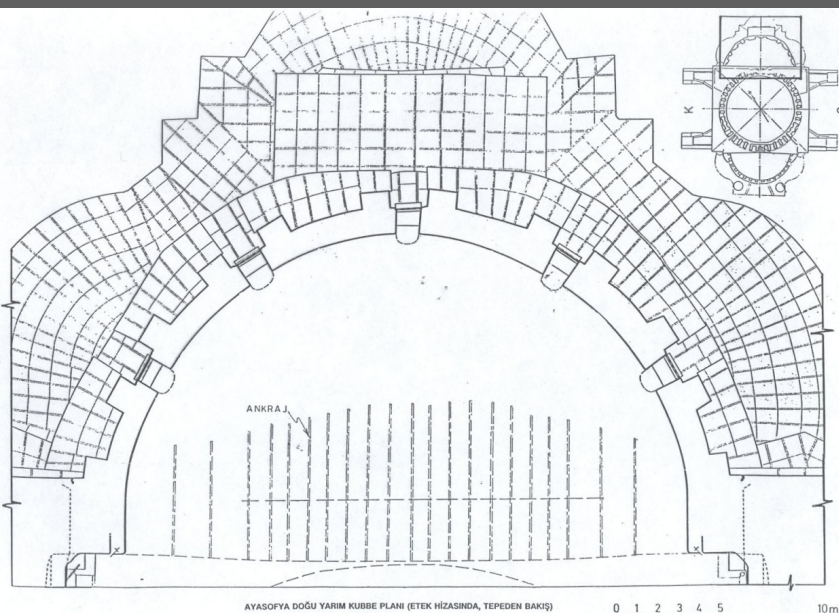 K
ANKRAJ
AYASOFYA DOĞU YARIM KUBBE PLANI (ETEK HİZASINDA, TEPEDEN BAKIŞ)
0 1 2 3 4 5 10m